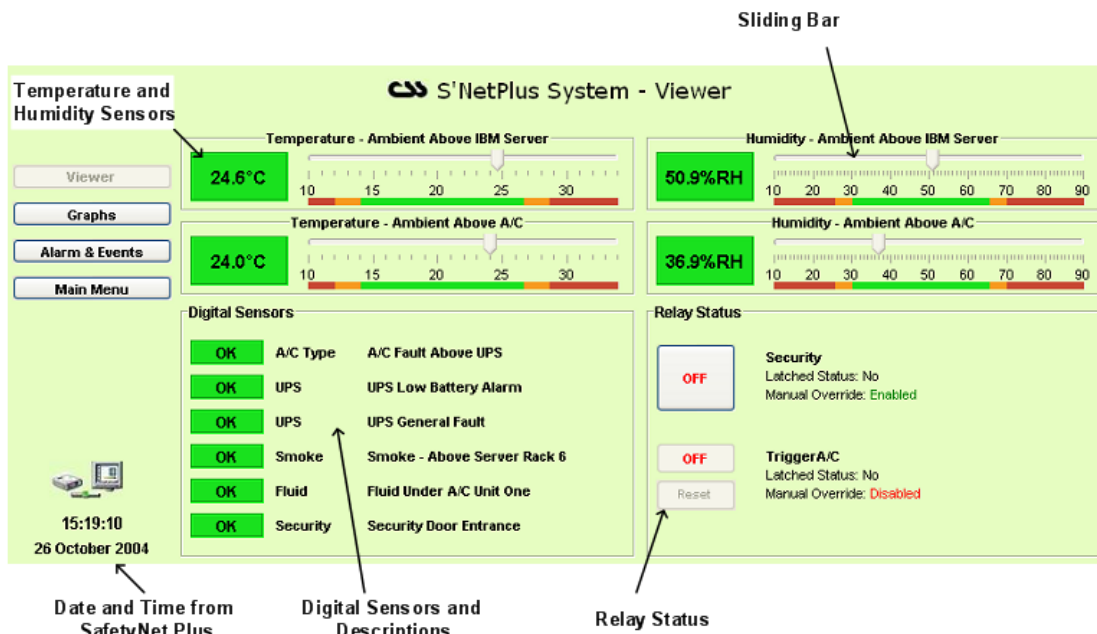 Sliding Bar
Temperature and
Humidity Sensors
CSS S'NetPlus System - Viewer
Temperature - Ambient Above IBM Server
24.6°C
10 15 20 25 30
Humidity - Ambient Above IBM Server
50.9%RH
10 20 30 40 50 60 70 80 90
Temperature - Ambient Above A/C
24.0°C
10 15 20 25 30
Humidity - Ambient Above A/C
36.9%RH
10 20 30 40 50 60 70 80 90
Viewer
Graphs
Alarm & Events
Main Menu
Digital Sensors
OK A/C Type A/C Fault Above UPS
OK UPS UPS Low Battery Alarm
OK UPS UPS General Fault
OK Smoke Smoke - Above Server Rack 6
OK Fluid Fluid Under A/C Unit One
OK Security Security Door Entrance
Relay Status
OFF
Security
Latched Status: No
Manual Override: Enabled
OFF
Reset
TriggerA/C
Latched Status: No
Manual Override: Disabled
15:19:10
26 October 2004
Date and Time from
SafetyNet Plus
Digital Sensors and
Descriptions
Relay Status